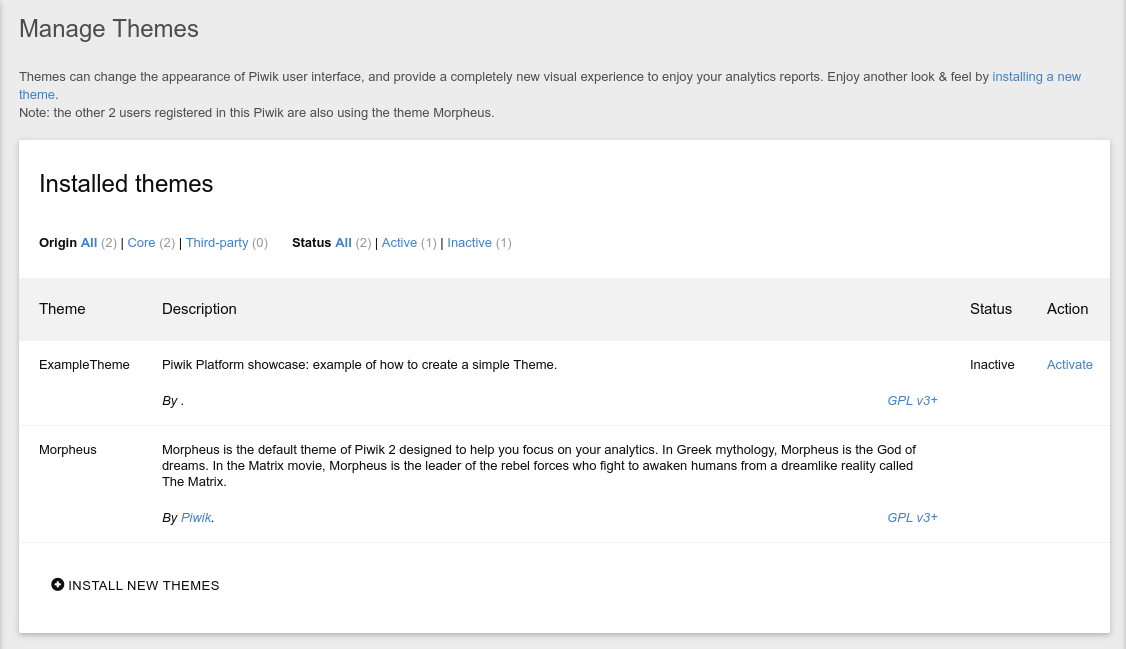 Manage Themes
Themes can change the appearance of Piwik user interface, and provide a completely new visual experience to enjoy your analytics reports. Enjoy another look & feel by installing a new
theme.
Note: the other 2 users registered in this Piwik are also using the theme Morpheus.
Installed themes
Origin All (2) | Core (2) | Third-party (0) Status All (2) | Active (1) | Inactive (1)
Theme Description Status Action
ExampleTheme Piwik Platform showcase: example of how to create a simple Theme. Inactive Activate
By . GPL v3+
Morpheus Morpheus is the default theme of Piwik 2 designed to help you focus on your analytics. In Greek mythology, Morpheus is the God of
dreams. In the Matrix movie, Morpheus is the leader of the rebel forces who fight to awaken humans from a dreamlike reality called
The Matrix.
By Piwik. GPL v3+
INSTALL NEW THEMES